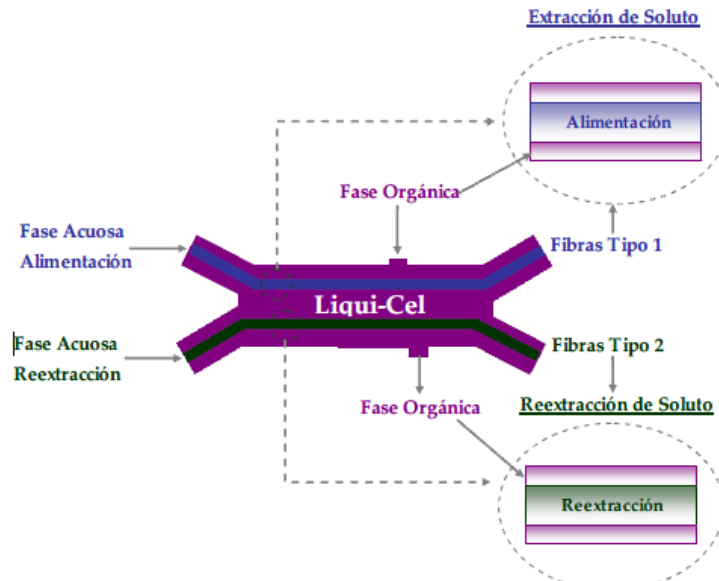 Extracción de Soluto
Alimentación
Fase Orgánica
Fase Acuosa
Alimentación
Fibras Tipo 1
Liqui-Cel
Fase Acuosa
Reextracción
Fibras Tipo 2
Fase Orgánica
Reextracción de Soluto
Reextracción